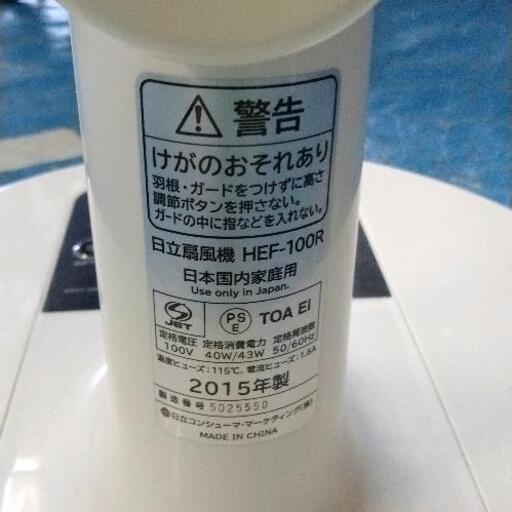 警告
けがのおそれあり
羽根・ガードをつけずに高さ
調節ボタンを押さない。
ガードの中に指などを入れない。
日立扇風機 HEF-100R
日本国内家庭用
Use only in Japan.
JET
PS
E
TOA EI
定格電圧 定格消費電力 定格周波数
100V 40W/43W 50/60Hz
温度ヒューズ：115℃、電流ヒューズ：1.6A
2015年製
製造番号 5025550
日立コンシューマ・マーケティング(株)
MADE IN CHINA